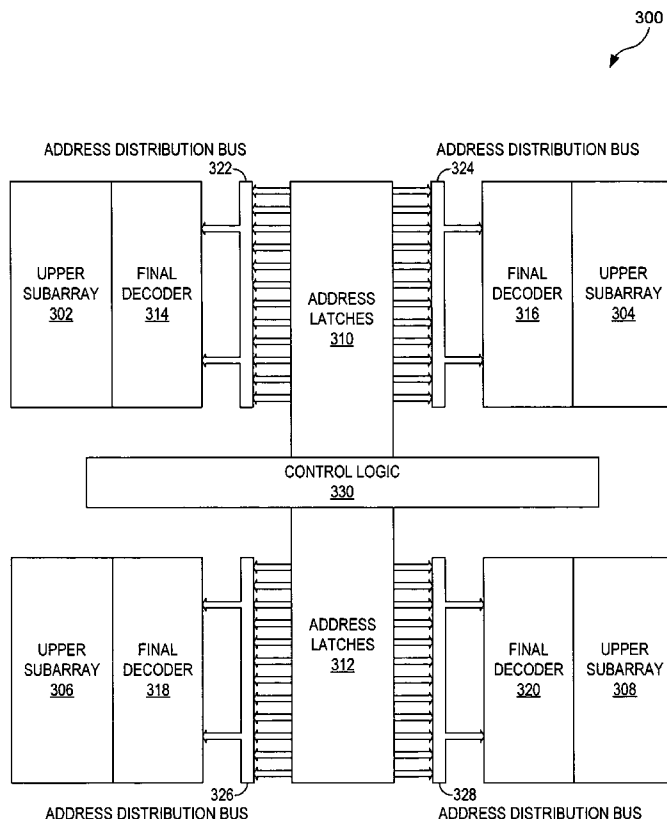 300
ADDRESS DISTRIBUTION BUS
322
ADDRESS DISTRIBUTION BUS
324
UPPER
SUBARRAY
302
FINAL
DECODER
314
ADDRESS
LATCHES
310
FINAL
DECODER
316
UPPER
SUBARRAY
304
CONTROL LOGIC
330
UPPER
SUBARRAY
306
FINAL
DECODER
318
ADDRESS
LATCHES
312
FINAL
DECODER
320
UPPER
SUBARRAY
308
326
ADDRESS DISTRIBUTION BUS
328
ADDRESS DISTRIBUTION BUS